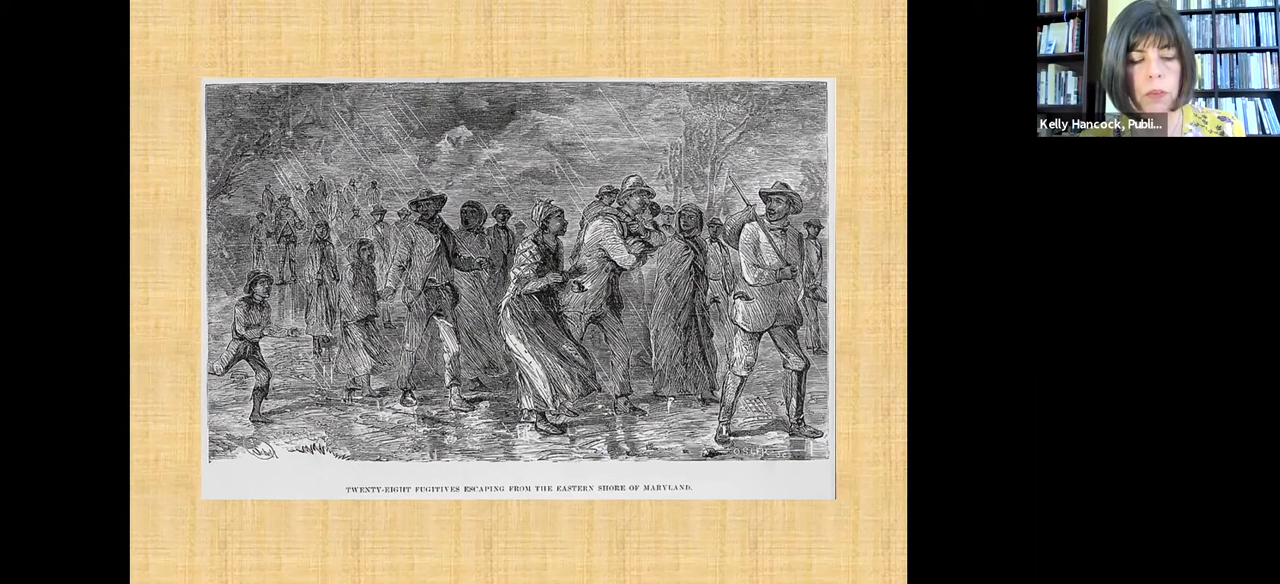 Kelly Hancock, Publi...
TWENTY-EIGHT FUGITIVES ESCAPING FROM THE EASTERN SHORE OF MARYLAND.